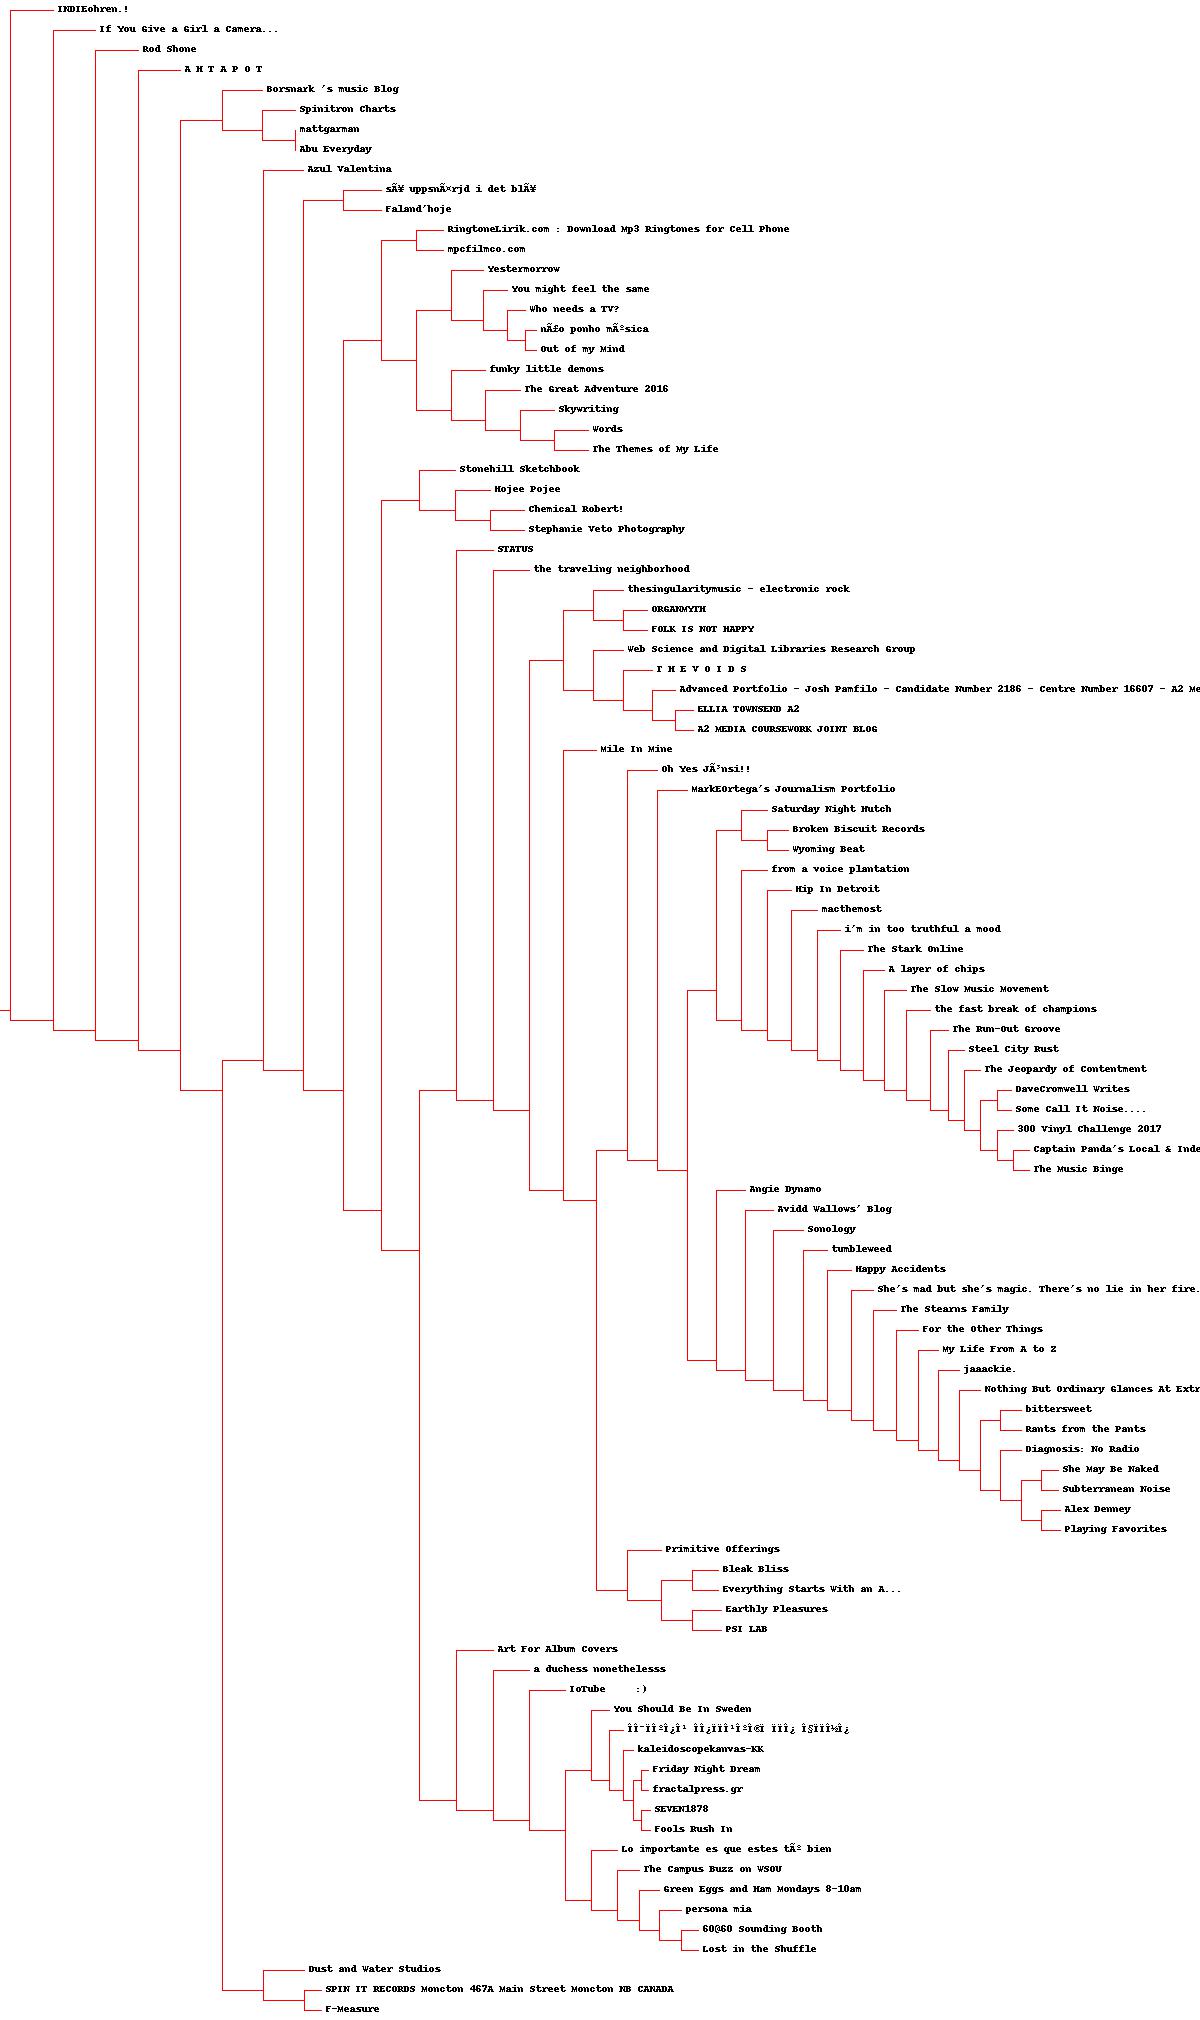 INDIEohren.!
If You Give a Girl a Camera...
Rod Shone
A H T A P O T
Borsnark 's music Blog
Spinitron Charts
mattgarman
Abu Everyday
Azul Valentina
sÃ¥ uppsnÃ¤rjd i det blÃ¥
Faland'hoje
RingtoneLirik.com : Download Mp3 Ringtones for Cell Phone
mpcfilmco.com
Yestermorrow
You might feel the same
Who needs a TV?
nÃ£o ponho mÃºsica
Out of my Mind
funky little demons
The Great Adventure 2016
Skywriting
Words
The Themes of My Life
Stonehill Sketchbook
Hojee Pojee
Chemical Robert!
Stephanie Veto Photography
STATUS
the traveling neighborhood
thesingularitymusic - electronic rock
ORGANMYTH
FOLK IS NOT HAPPY
Web Science and Digital Libraries Research Group
T H E V O I D S
Advanced Portfolio - Josh Pamfilo - Candidate Number 2186 - Centre Number 16607 - A2 Me
ELLIA TOWNSEND A2
A2 MEDIA COURSEWORK JOINT BLOG
Mile In Mine
Oh Yes JÃ³nsi!!
MarkEOrtega's Journalism Portfolio
Saturday Night Hutch
Broken Biscuit Records
Wyoming Beat
from a voice plantation
Hip In Detroit
macthemost
i'm in too truthful a mood
The Stark Online
A layer of chips
The Slow Music Movement
the fast break of champions
The Run-Out Groove
Steel City Rust
The Jeopardy of Contentment
DaveCromwell Writes
Some Call It Noise....
300 Vinyl Challenge 2017
Captain Panda's Local & Inde
The Music Binge
Angie Dynamo
Avidd Wallows' Blog
Sonology
tumbleweed
Happy Accidents
She's mad but she's magic. There's no lie in her fire.
The Stearns Family
For the Other Things
My Life From A to Z
jaaackie.
Nothing But Ordinary Glances At Extr
bittersweet
Rants from the Pants
Diagnosis: No Radio
She May Be Naked
Subterranean Noise
Alex Denney
Playing Favorites
Primitive Offerings
Bleak Bliss
Everything Starts With an A...
Earthly Pleasures
PSI LAB
Art For Album Covers
a duchess nonethelesss
IoTube :)
You Should Be In Sweden
kaleidoscopekanvas-KK
Friday Night Dream
fractalpress.gr
SEVEN1878
Fools Rush In
Lo importante es que estes tÃº bien
The Campus Buzz on WSOU
Green Eggs and Ham Mondays 8-10am
persona mia
60@60 Sounding Booth
Lost in the Shuffle
Dust and Water Studios
SPIN IT RECORDS Moncton 467A Main Street Moncton NB CANADA
F-Measure